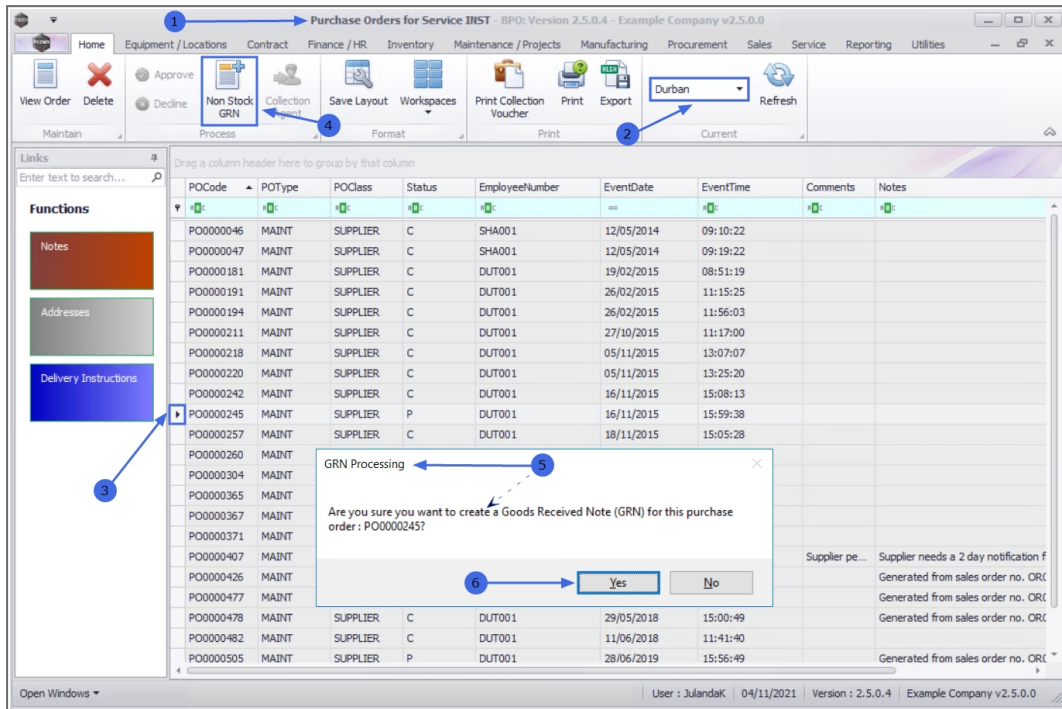 1
Purchase Orders for Service INST - BPO: Version 2.5.0.4 - Example Company v2.5.0.0
Home Equipment / Locations Contract Finance / HR Inventory Maintenance / Projects Manufacturing Procurement Sales Service Reporting Utilities
View Order Delete Approve Decline Non Stock GRN Collection Agent Save Layout Workspaces Print Collection Voucher Print Export Durban Refresh
4 2
Maintain Process Format Print Current
Links
Enter text to search...
Functions
Notes
Addresses
Delivery Instructions
3
Drag a column header here to group by that column
POCode POType POClass Status EmployeeNumber EventDate EventTime Comments Notes
PO0000046 MAINT SUPPLIER C SHA001 12/05/2014 09:10:22
PO0000047 MAINT SUPPLIER C SHA001 12/05/2014 09:19:22
PO0000181 MAINT SUPPLIER C DUT001 19/02/2015 08:51:19
PO0000191 MAINT SUPPLIER C DUT001 26/02/2015 11:15:25
PO0000194 MAINT SUPPLIER C DUT001 26/02/2015 11:56:03
PO0000211 MAINT SUPPLIER C DUT001 27/10/2015 11:17:00
PO0000218 MAINT SUPPLIER C DUT001 05/11/2015 13:07:07
PO0000220 MAINT SUPPLIER C DUT001 05/11/2015 13:25:20
PO0000242 MAINT SUPPLIER C DUT001 16/11/2015 15:08:13
PO0000245 MAINT SUPPLIER P DUT001 16/11/2015 15:59:38
PO0000257 MAINT SUPPLIER C DUT001 18/11/2015 15:05:28
PO0000260 MAINT
PO0000304 MAINT
PO0000365 MAINT
PO0000367 MAINT
PO0000371 MAINT
PO0000407 MAINT Supplier pe... Supplier needs a 2 day notification f
PO0000426 MAINT Generated from sales order no. OR
PO0000477 MAINT Generated from sales order no. OR
PO0000478 MAINT SUPPLIER C DUT001 29/05/2018 15:00:49 Generated from sales order no. OR
PO0000482 MAINT SUPPLIER C DUT001 11/06/2018 11:41:40
PO0000505 MAINT SUPPLIER P DUT001 28/06/2019 15:56:49 Generated from sales order no. OR
GRN Processing 5
Are you sure you want to create a Goods Received Note (GRN) for this purchase
order : PO0000245?
6 Yes No
Open Windows User : JulandaK 04/11/2021 Version : 2.5.0.4 Example Company v2.5.0.0